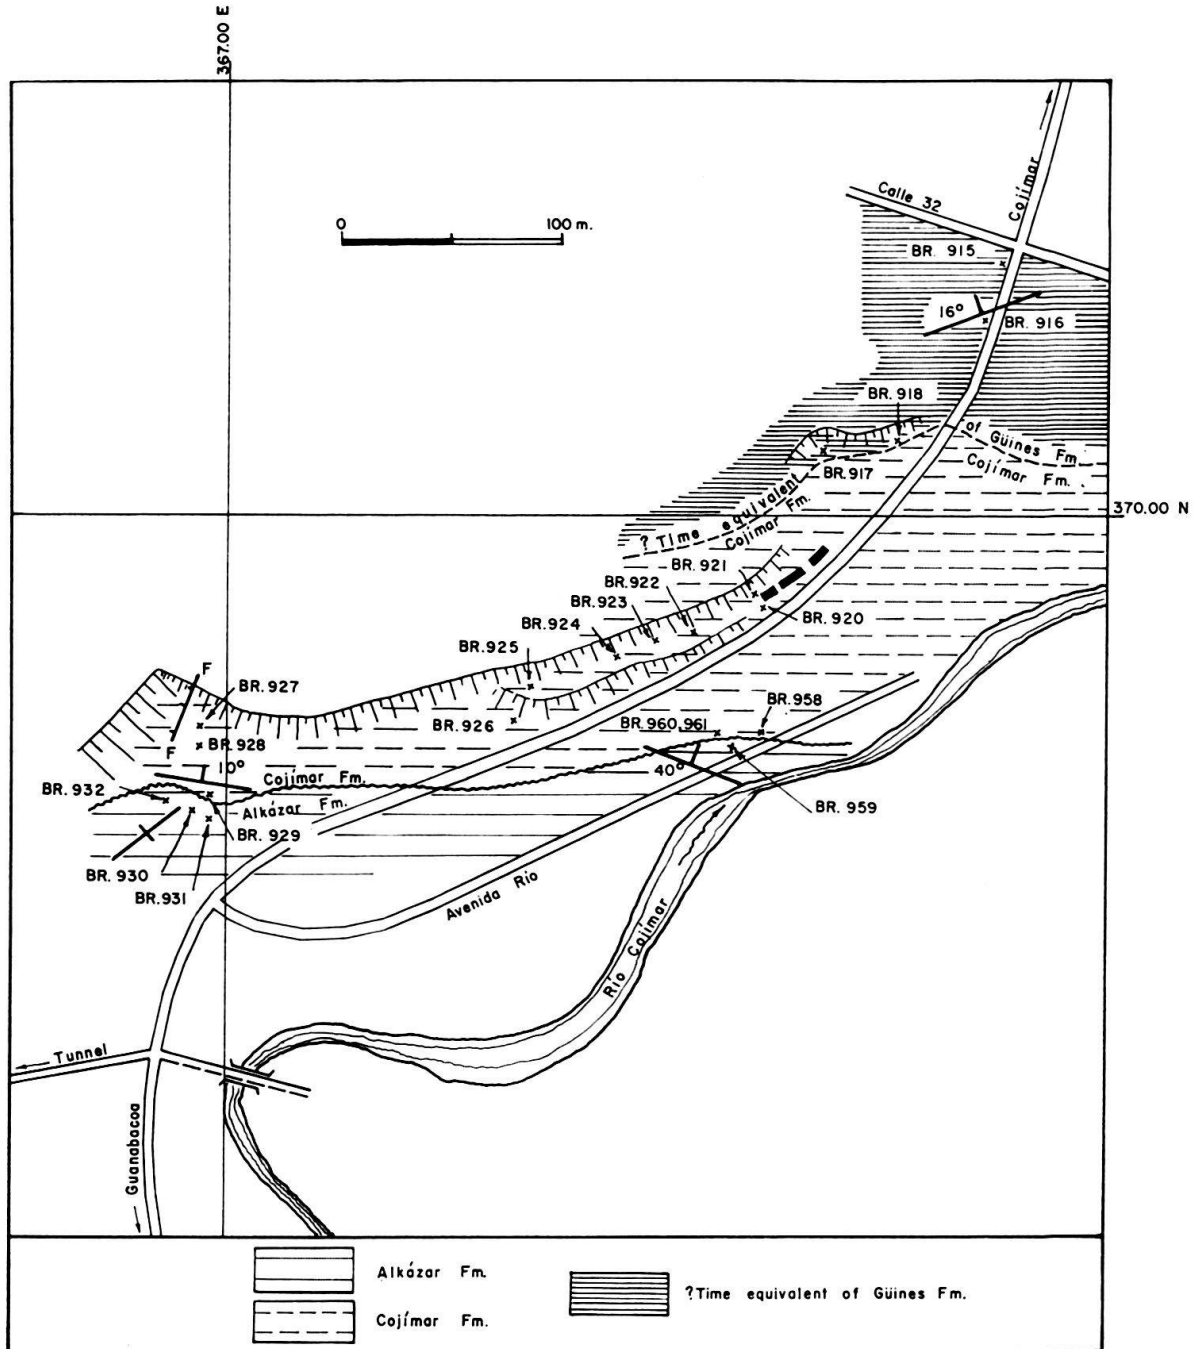 367.00 E
0 100 m.
Calle 32
Cojímar
BR. 915
16°
BR. 916
BR. 918
of Güines Fm
Cojímar Fm.
BR. 917
370.00 N
? Time equivalent
Cojímar Fm.
BR. 921
BR. 922
BR. 923
BR. 924
BR. 920
BR. 925
F
BR. 927
BR. 926
BR. 958
BR. 960, 961
F
BR. 928
10°
Cojímar Fm.
40°
BR. 932
Alkázar Fm.
BR. 959
BR. 929
BR. 930
BR. 931
Avenida Río
Río Cojímar
Tunnel
Guanabacoa
Alkázar Fm.
?Time equivalent of Güines Fm.
Cojímar Fm.